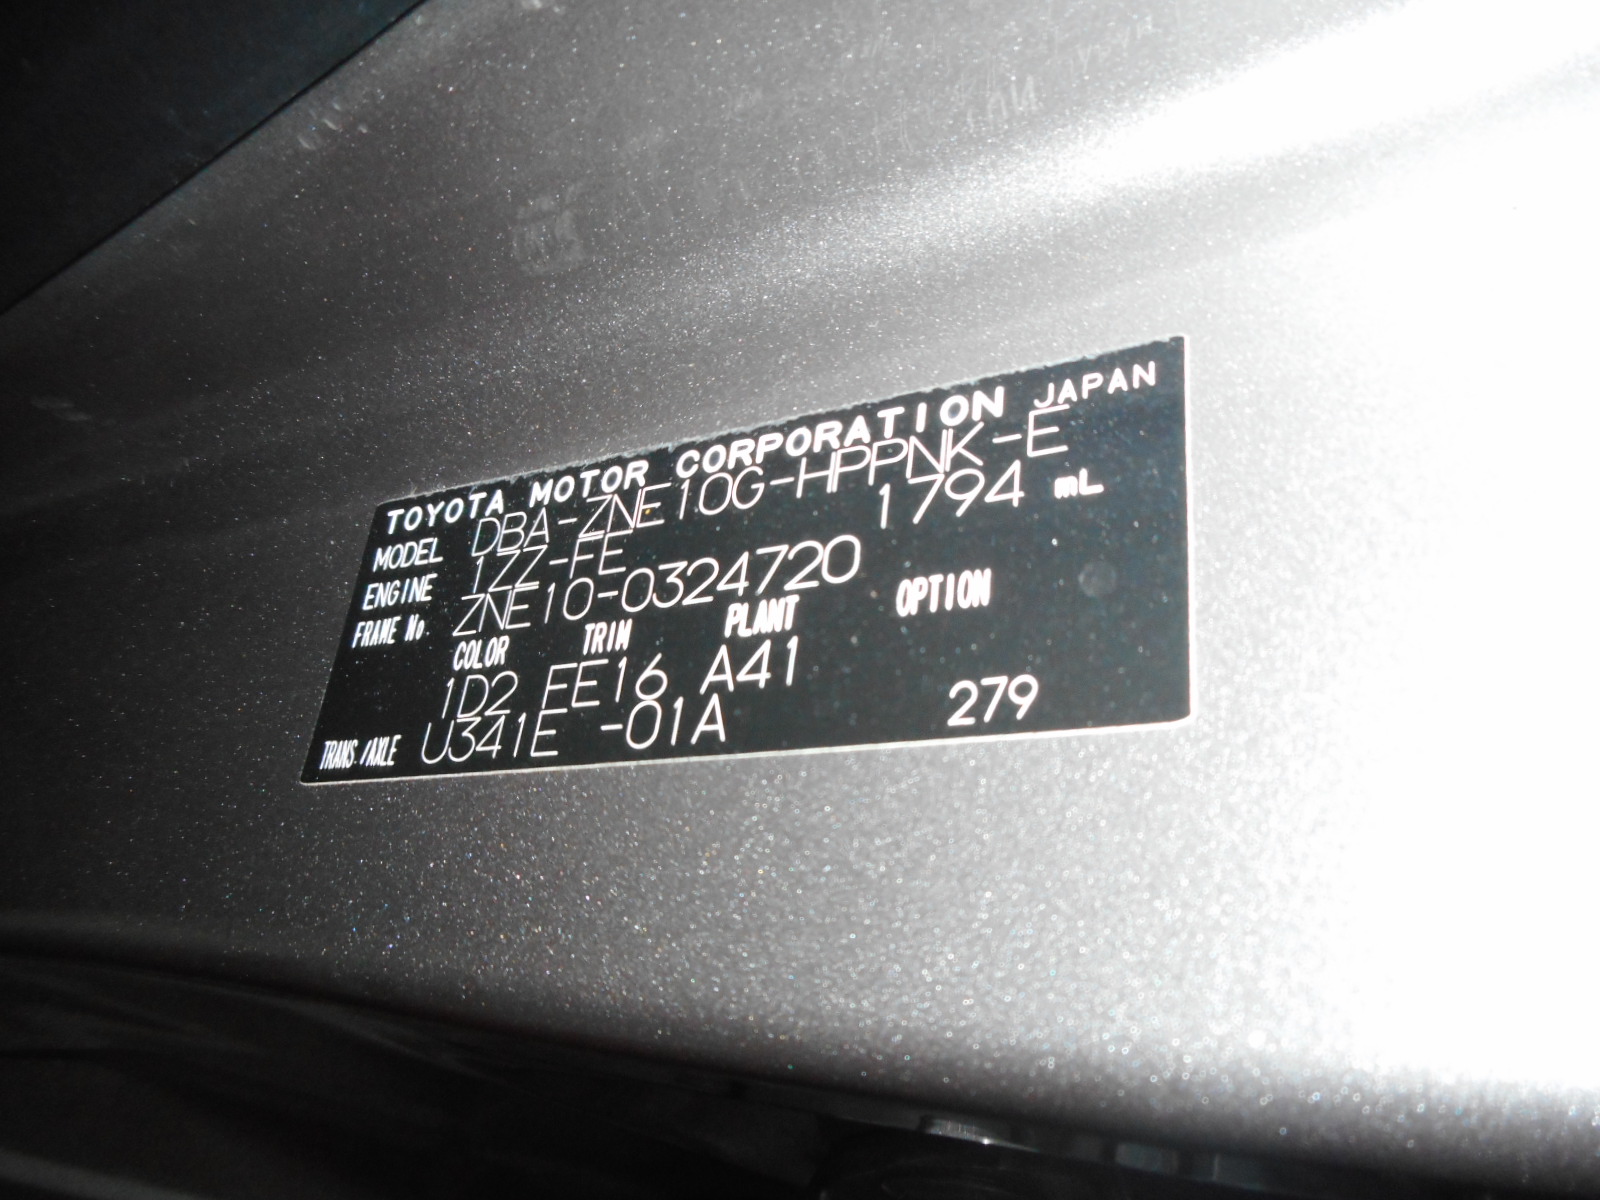 TOYOTA MOTOR CORPORATION JAPAN
MODEL DBA-ZNE10G-HPPNK-E
ENGINE 1ZZ-FE 1794 mL
FRAME No. ZNE10-0324720
COLOR TRIM PLANT OPTION
1D2 FE16 A41
TRANS./AXLE U341E -01A 279